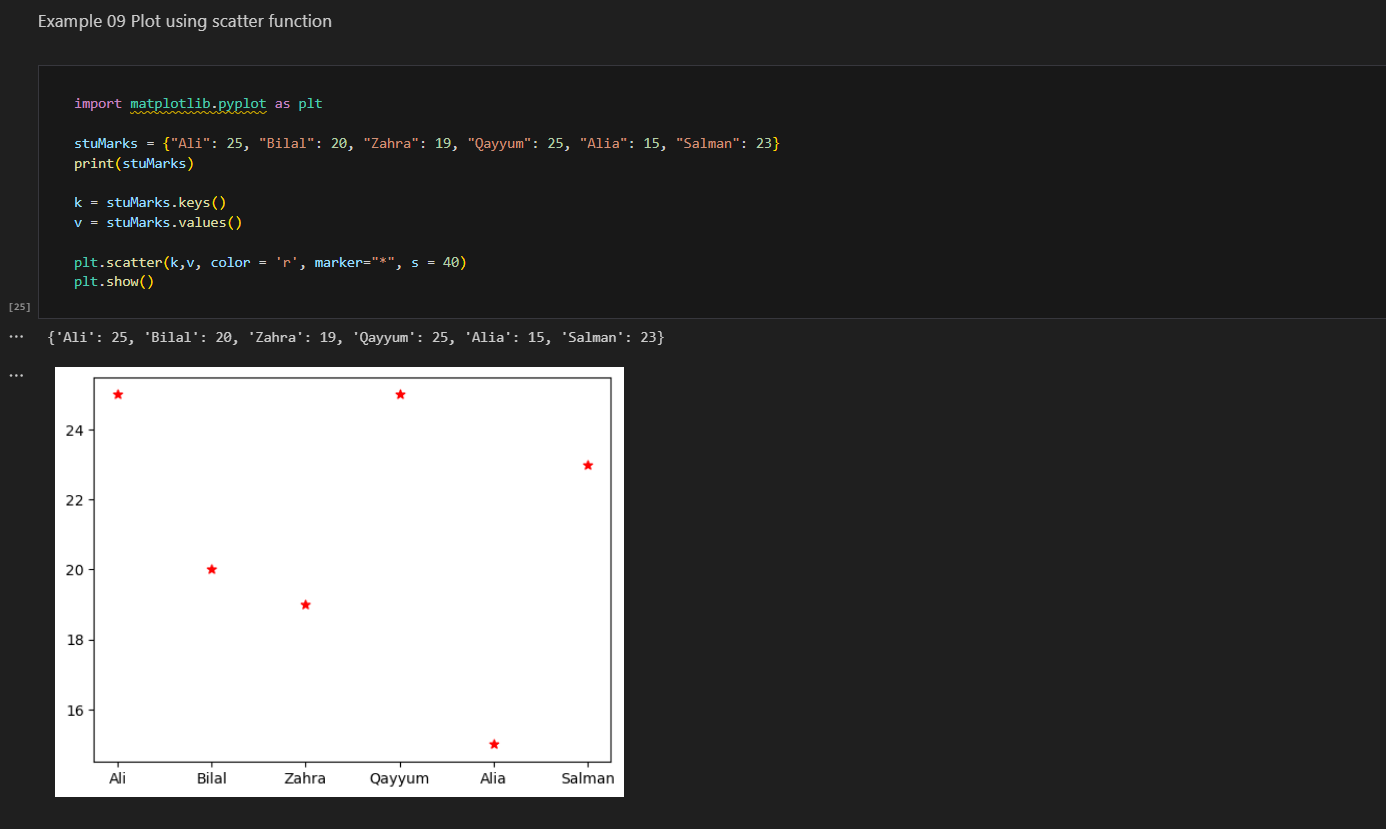 Example 09 Plot using scatter function
import matplotlib.pyplot as plt
stuMarks = {"Ali": 25, "Bilal": 20, "Zahra": 19, "Qayyum": 25, "Alia": 15, "Salman": 23}
print(stuMarks)
k = stuMarks.keys()
v = stuMarks.values()
plt.scatter(k,v, color = 'r', marker="*", s = 40)
plt.show()
[25]
... {'Ali': 25, 'Bilal': 20, 'Zahra': 19, 'Qayyum': 25, 'Alia': 15, 'Salman': 23}
...
24
22
20
18
16
Ali Bilal Zahra Qayyum Alia Salman